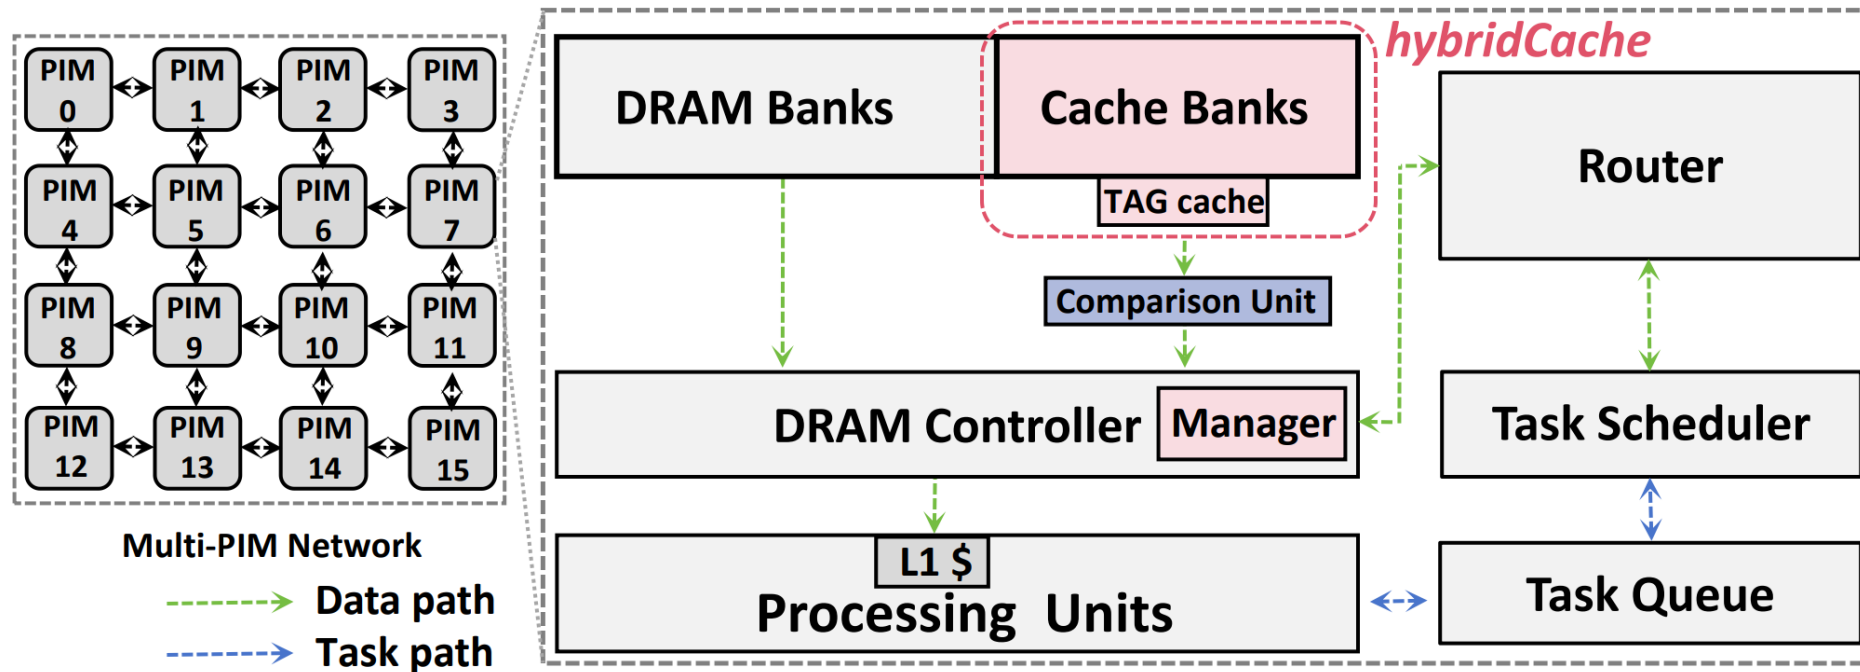 PIM
0
PIM
1
PIM
2
PIM
3
PIM
4
PIM
5
PIM
6
PIM
7
PIM
8
PIM
9
PIM
10
PIM
11
PIM
12
PIM
13
PIM
14
PIM
15
Multi-PIM Network
Data path
Task path
hybridCache
DRAM Banks
Cache Banks
TAG cache
Comparison Unit
DRAM Controller
Manager
L1 $
Processing Units
Router
Task Scheduler
Task Queue